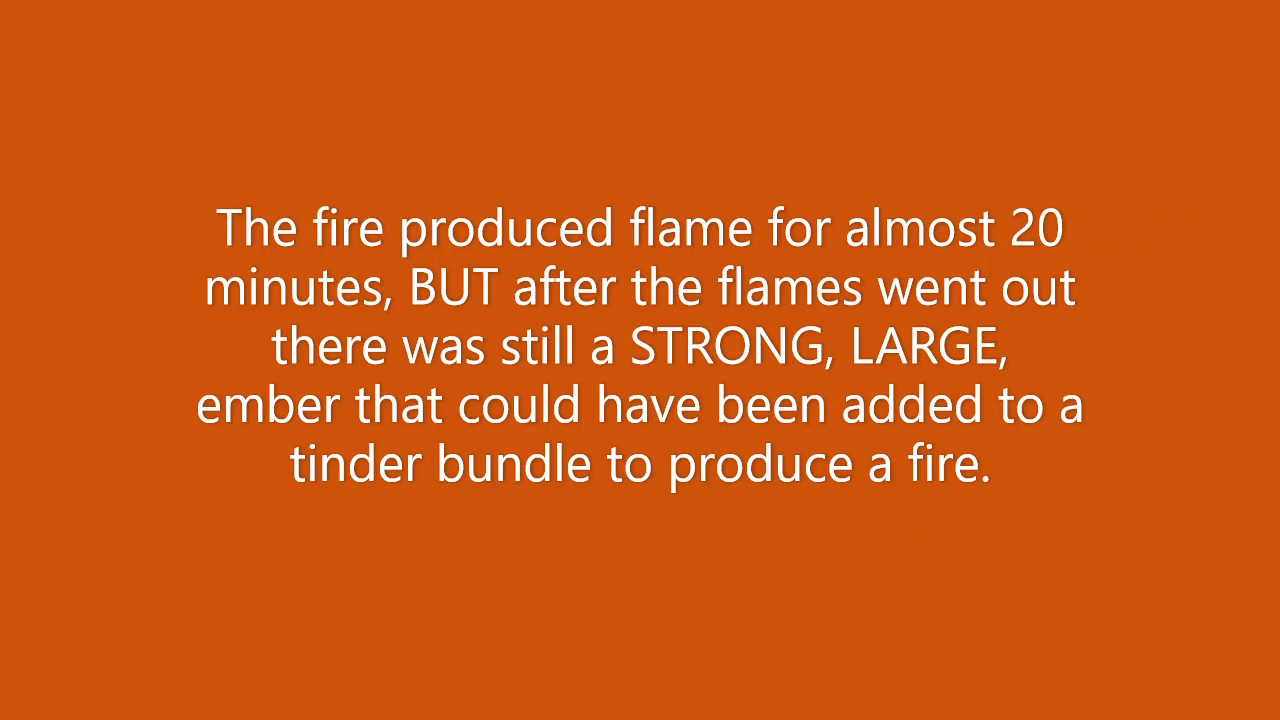 The fire produced flame for almost 20
minutes, BUT after the flames went out
there was still a STRONG, LARGE,
ember that could have been added to a
tinder bundle to produce a fire.